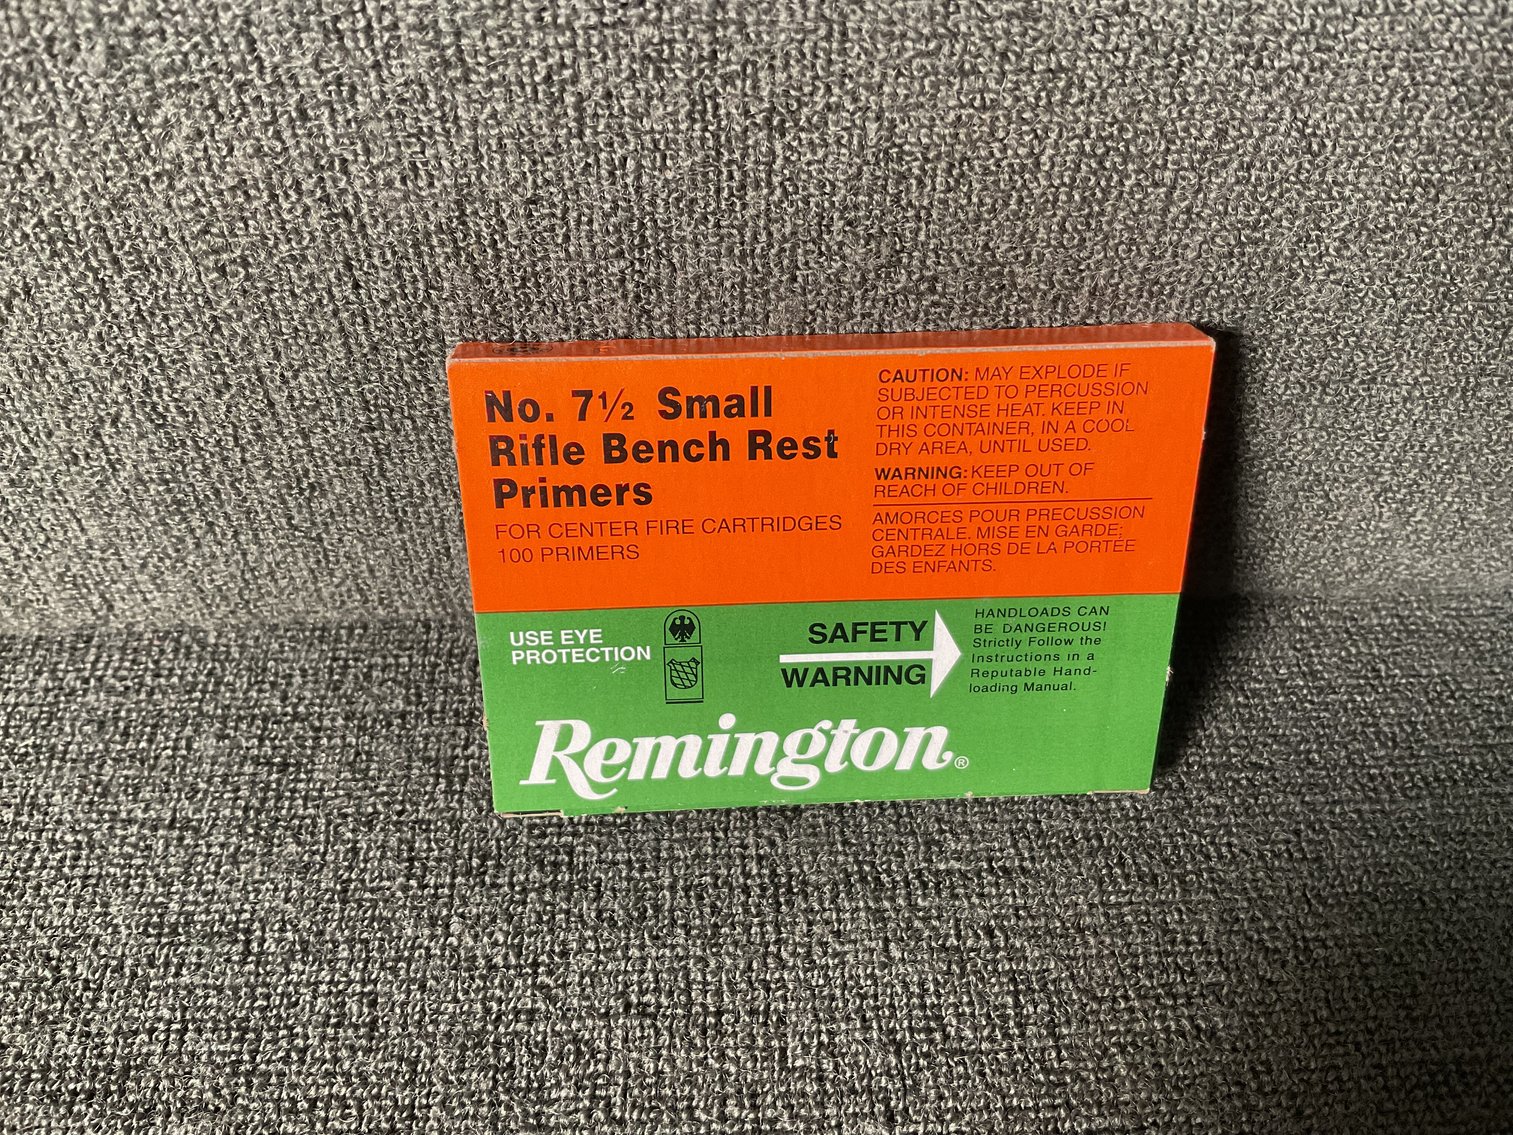 No. 7½ Small
Rifle Bench Rest
Primers
FOR CENTER FIRE CARTRIDGES
100 PRIMERS
CAUTION: MAY EXPLODE IF
SUBJECTED TO PERCUSSION
OR INTENSE HEAT. KEEP IN
THIS CONTAINER, IN A COOL
DRY AREA, UNTIL USED.
WARNING: KEEP OUT OF
REACH OF CHILDREN.
AMORCES POUR PRECUSSION
CENTRALE. MISE EN GARDE;
GARDEZ HORS DE LA PORTÉE
DES ENFANTS.
USE EYE
PROTECTION
SAFETY
WARNING
HANDLOADS CAN
BE DANGEROUS!
Strictly Follow the
Instructions in a
Reputable Hand-
loading Manual.
Remington®